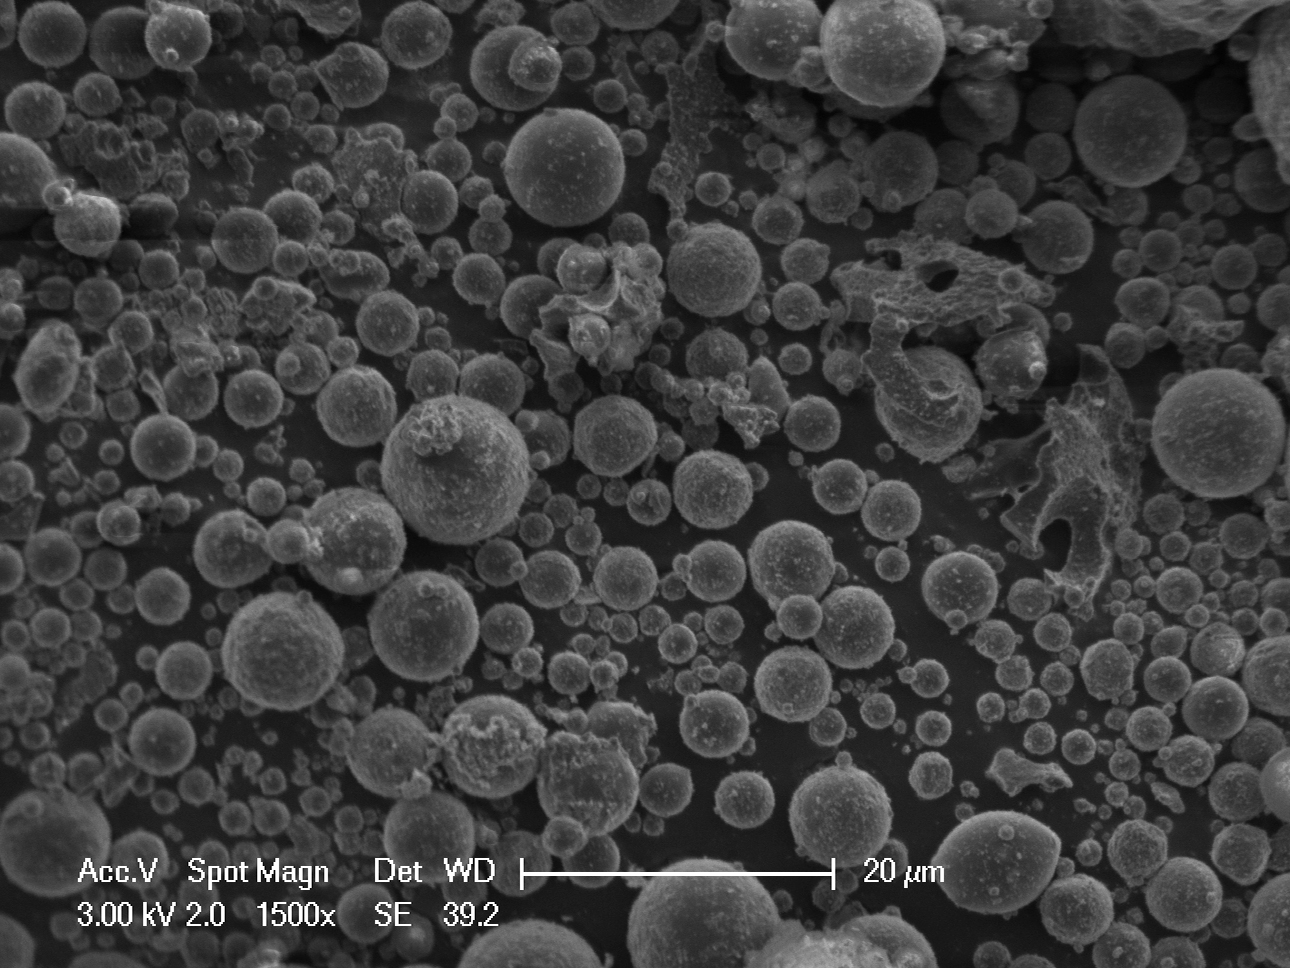 Acc.V Spot Magn Det WD 20 µm
3.00 kV 2.0 1500x SE 39.2